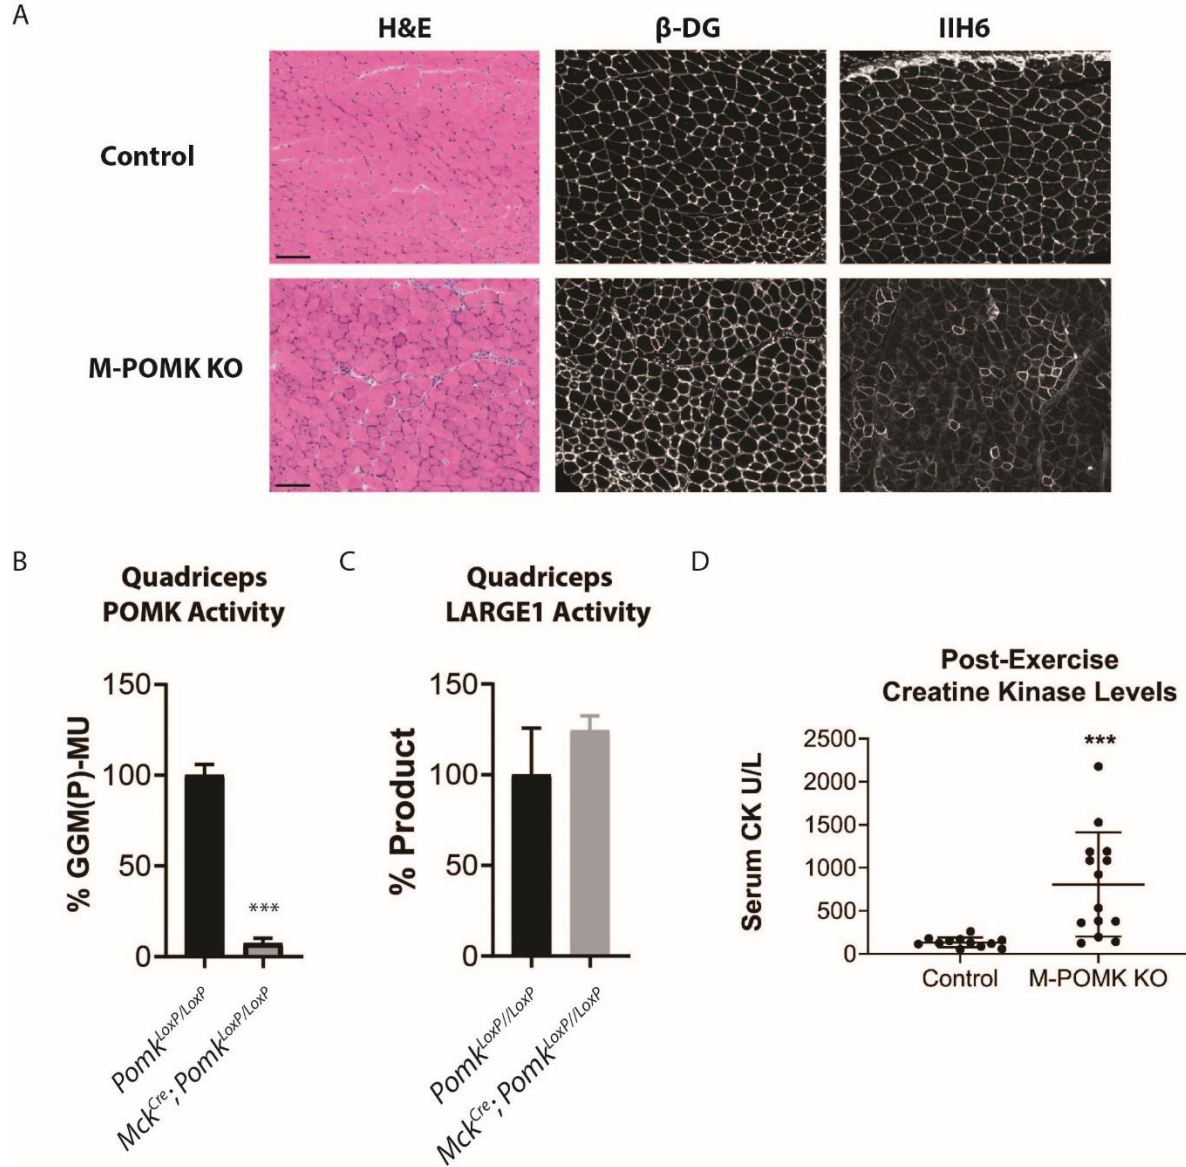 A
H&E
β-DG
IIH6
Control
M-POMK KO
B
Quadriceps
POMK Activity
% GGM(P)-MU
150
100
50
0
***
Pomk^LoxP/LoxP
Mck^Cre; Pomk^LoxP/LoxP
C
Quadriceps
LARGE1 Activity
% Product
150
100
50
0
Pomk^LoxP//LoxP
Mck^Cre; Pomk^LoxP//LoxP
D
Post-Exercise
Creatine Kinase Levels
Serum CK U/L
2500
2000
1500
1000
500
0
***
Control
M-POMK KO